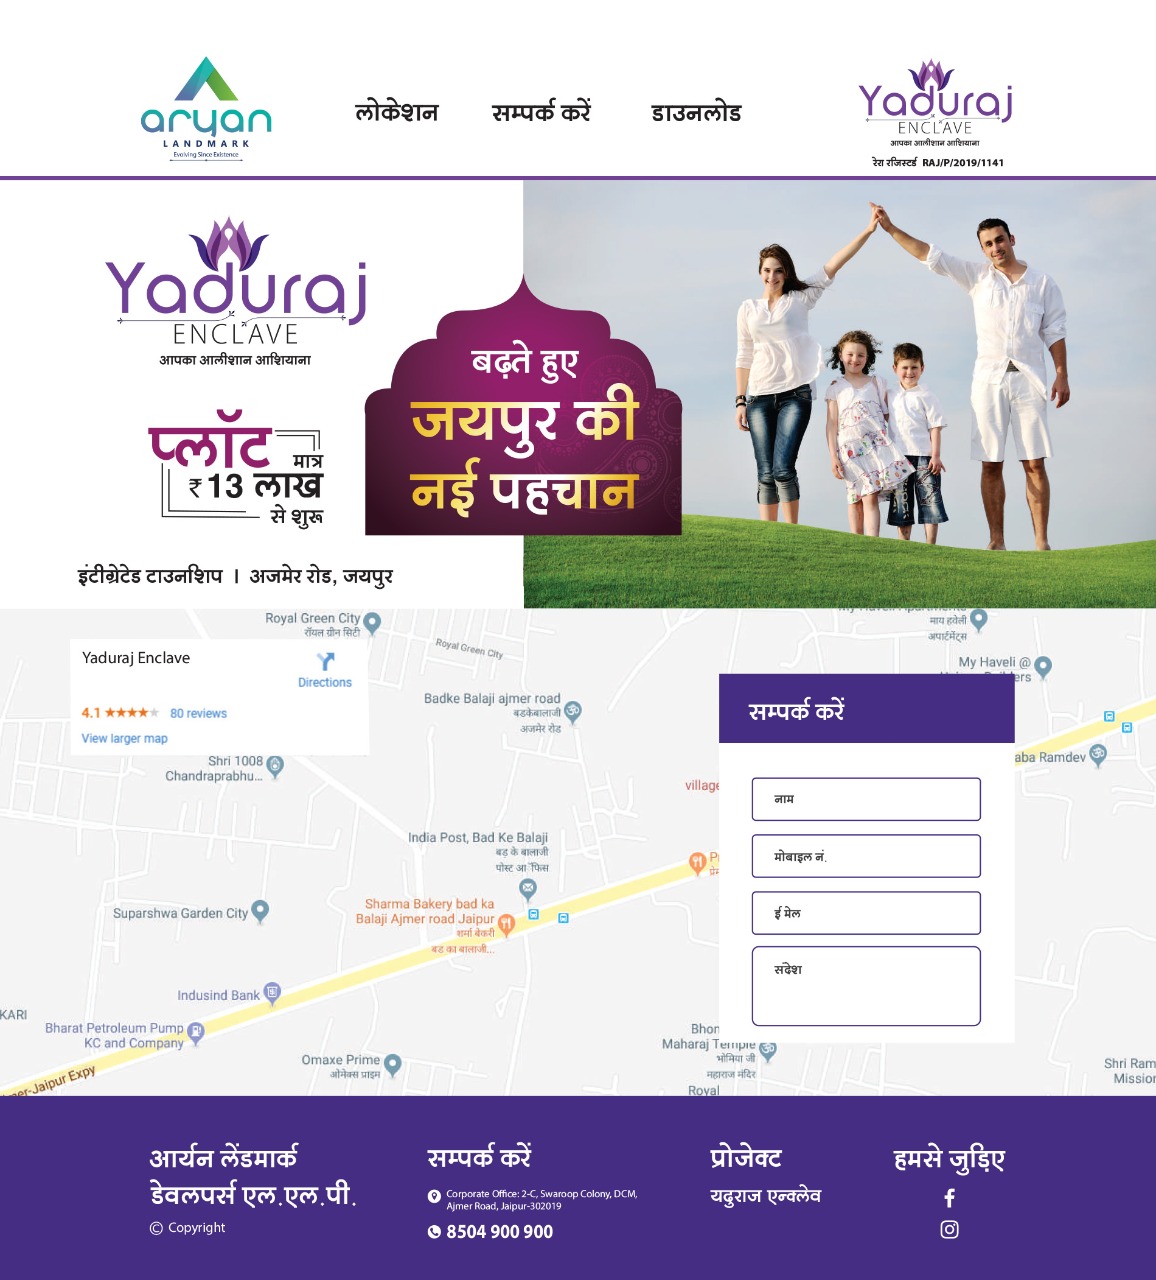 aryan
LANDMARK
Evolving Since Existence
लोकेशन
सम्पर्क करें
डाउनलोड
Yaduraj
ENCLAVE
आपका आलीशान आशियाना
रेरा रजिस्टर्ड RAJ/P/2019/1141
Yaduraj
ENCLAVE
आपका आलीशान आशियाना
प्लॉट
मात्र
₹ 13 लाख
से शुरू
इंटीग्रेटेड टाउनशिप । अजमेर रोड, जयपुर
बढ़ते हुए
जयपुर की
नई पहचान
Royal Green City
रॉयल ग्रीन सिटी
Royal Green City
Yaduraj Enclave
Directions
4.1 80 reviews
View larger map
Badke Balaji ajmer road
बडकेबालाजी
अजमेर रोड
माय हवेली
अपार्टमेंट्स
My Haveli @
Shri 1008
Chandraprabhu...
aba Ramdev
village
India Post, Bad Ke Balaji
बड के बालाजी
पोस्ट आॅफिस
Sharma Bakery bad ka
Balaji Ajmer road Jaipur
शर्मा बेकरी
बड का बालाजी...
Suparshwa Garden City
Indusind Bank
KARI
Bharat Petroleum Pump
KC and Company
Omaxe Prime
ओमेक्स प्राइम
mer-Jaipur Expy
Bhon
Maharaj Temple
भोमिया जी
महाराज मंदिर
Royal
Shri Ram
Mission
सम्पर्क करें
नाम
मोबाइल नं.
ई मेल
संदेश
आर्यन लेंडमार्क
डेवलपर्स एल.एल.पी.
© Copyright
सम्पर्क करें
Corporate Office: 2-C, Swaroop Colony, DCM,
Ajmer Road, Jaipur-302019
8504 900 900
प्रोजेक्ट
यदुराज एन्क्लेव
हमसे जुड़िए